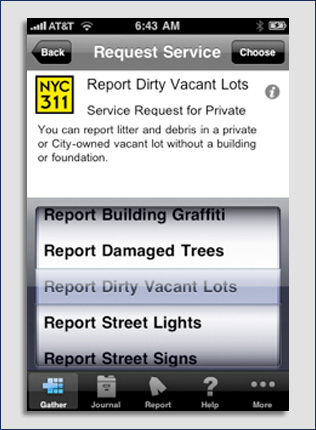 AT&T 6:43 AM
Back Request Service Choose
NYC
311
Report Dirty Vacant Lots
Service Request for Private
You can report litter and debris in a private
or City-owned vacant lot without a building
or foundation.
Report Building Graffiti
Report Damaged Trees
Report Dirty Vacant Lots
Report Street Lights
Report Street Signs
Gather Journal Report Help More